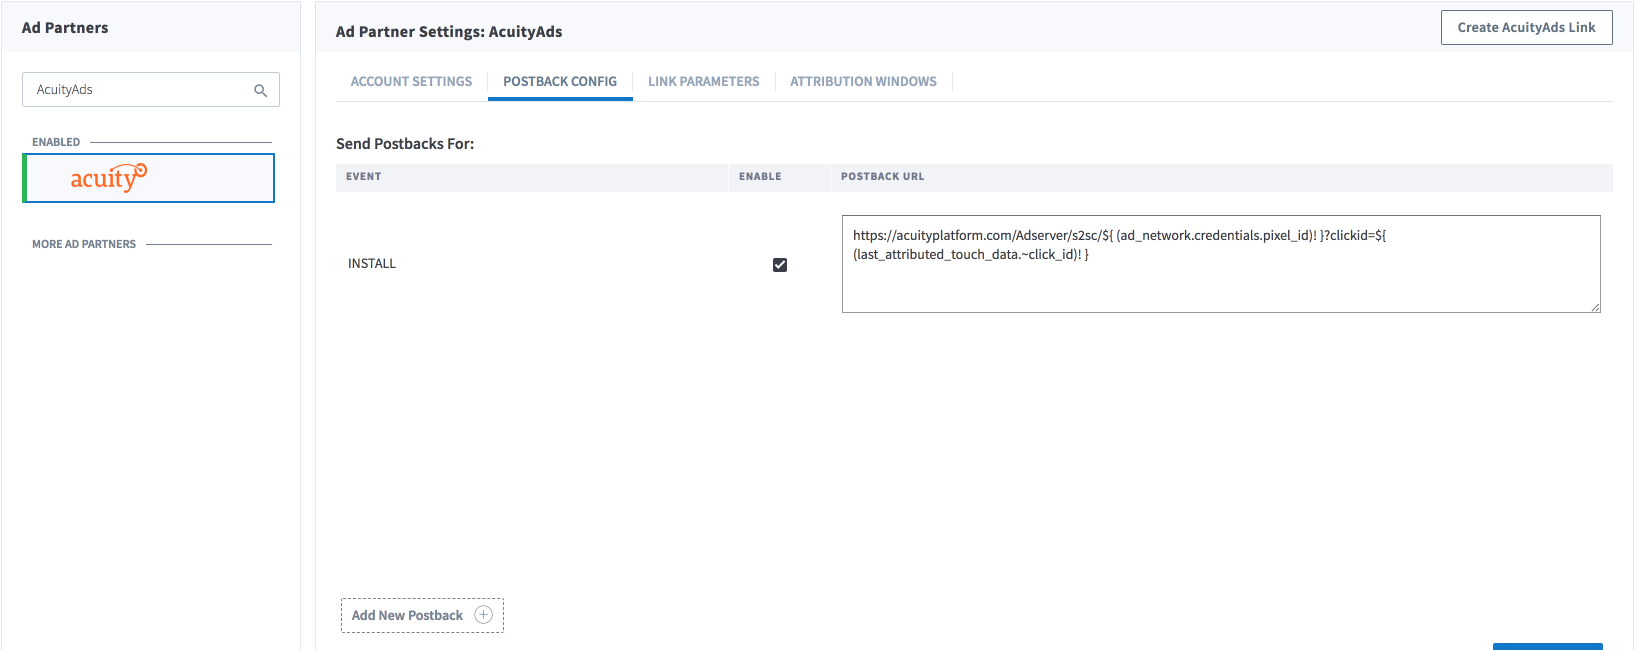 Ad Partners
AcuityAds
ENABLED
acuity
MORE AD PARTNERS
Ad Partner Settings: AcuityAds
Create AcuityAds Link
ACCOUNT SETTINGS
POSTBACK CONFIG
LINK PARAMETERS
ATTRIBUTION WINDOWS
Send Postbacks For:
EVENT
ENABLE
POSTBACK URL
INSTALL
https://acuityplatform.com/Adserver/s2sc/${ (ad_network.credentials.pixel_id)! }?clickid=${
(last_attributed_touch_data.~click_id)! }
Add New Postback